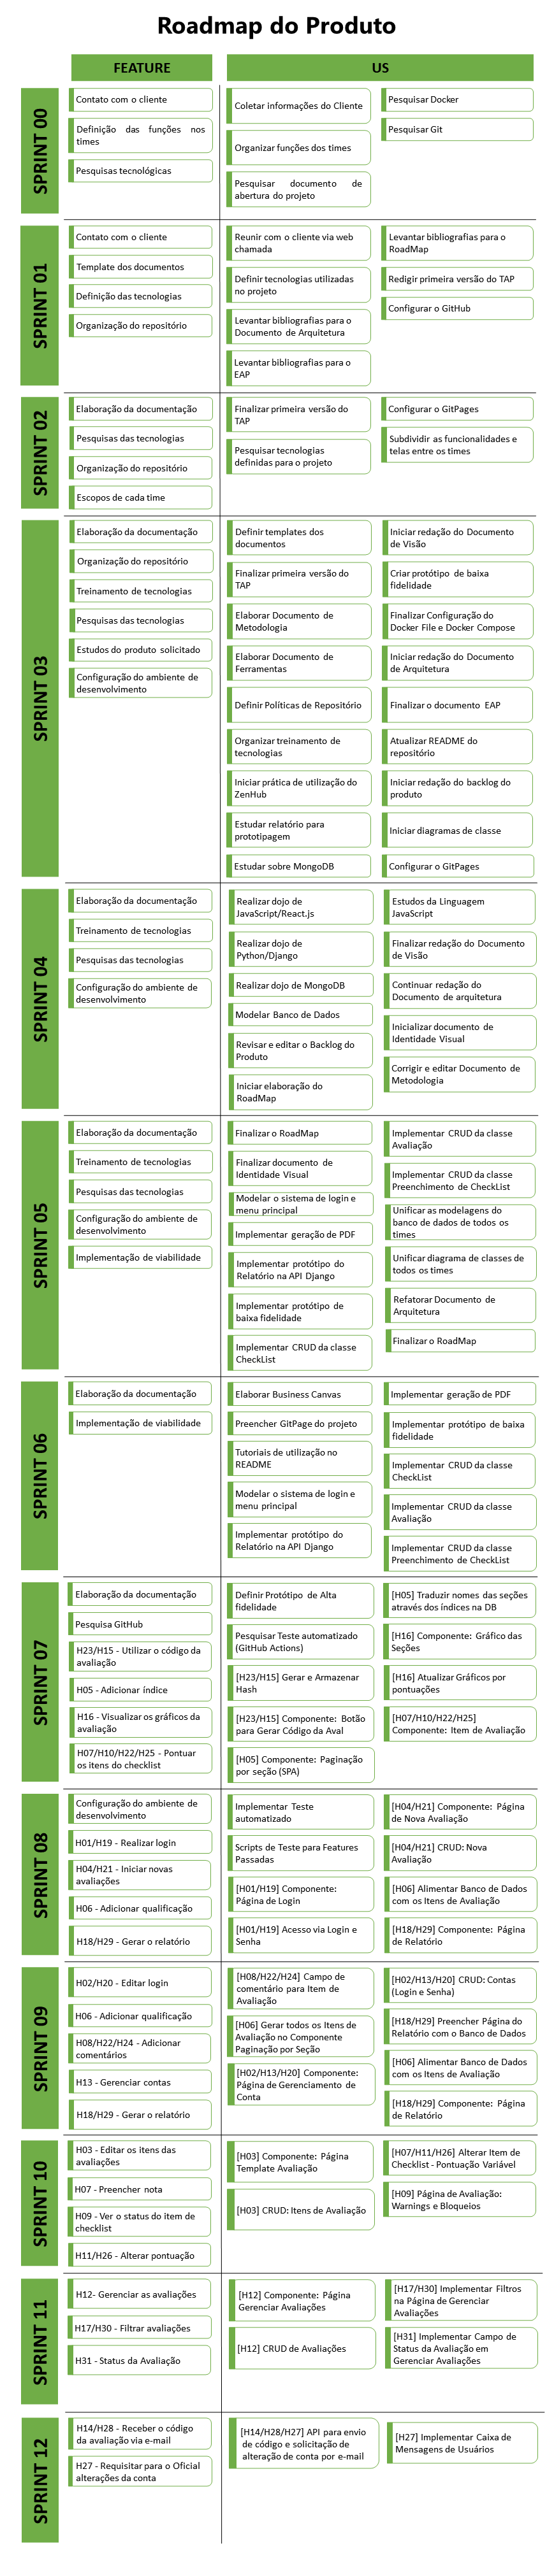 Roadmap do Produto
FEATURE
US
SPRINT 00
Contato com o cliente
Definição das funções nos
times
Pesquisas tecnológicas
Coletar informações do Cliente
Organizar funções dos times
Pesquisar documento de
abertura do projeto
Pesquisar Docker
Pesquisar Git
SPRINT 01
Contato com o cliente
Template dos documentos
Definição das tecnologias
Organização do repositório
Reunir com o cliente via web
chamada
Definir tecnologias utilizadas
no projeto
Levantar bibliografias para o
Documento de Arquitetura
Levantar bibliografias para o
EAP
Levantar bibliografias para o
RoadMap
Redigir primeira versão do TAP
Configurar o GitHub
SPRINT 02
Elaboração da documentação
Pesquisas das tecnologias
Organização do repositório
Escopos de cada time
Finalizar primeira versão do
TAP
Pesquisar tecnologias
definidas para o projeto
Configurar o GitPages
Subdividir as funcionalidades e
telas entre os times
SPRINT 03
Elaboração da documentação
Organização do repositório
Treinamento de tecnologias
Pesquisas das tecnologias
Estudos do produto solicitado
Configuração do ambiente de
desenvolvimento
Definir templates dos
documentos
Finalizar primeira versão do
TAP
Elaborar Documento de
Metodologia
Elaborar Documento de
Ferramentas
Definir Políticas de Repositório
Organizar treinamento de
tecnologias
Iniciar prática de utilização do
ZenHub
Estudar relatório para
prototipagem
Estudar sobre MongoDB
Iniciar redação do Documento
de Visão
Criar protótipo de baixa
fidelidade
Finalizar Configuração do
Docker File e Docker Compose
Iniciar redação do Documento
de Arquitetura
Finalizar o documento EAP
Atualizar README do
repositório
Iniciar redação do backlog do
produto
Iniciar diagramas de classe
Configurar o GitPages
SPRINT 04
Elaboração da documentação
Treinamento de tecnologias
Pesquisas das tecnologias
Configuração do ambiente de
desenvolvimento
Realizar dojo de
JavaScript/React.js
Realizar dojo de
Python/Django
Realizar dojo de MongoDB
Modelar Banco de Dados
Revisar e editar o Backlog do
Produto
Iniciar elaboração do
RoadMap
Estudos da Linguagem
JavaScript
Finalizar redação do Documento
de Visão
Continuar redação do
Documento de arquitetura
Inicializar documento de
Identidade Visual
Corrigir e editar Documento de
Metodologia
SPRINT 05
Elaboração da documentação
Treinamento de tecnologias
Pesquisas das tecnologias
Configuração do ambiente de
desenvolvimento
Implementação de viabilidade
Finalizar o RoadMap
Finalizar documento de
Identidade Visual
Modelar o sistema de login e
menu principal
Implementar geração de PDF
Implementar protótipo do
Relatório na API Django
Implementar protótipo de
baixa fidelidade
Implementar CRUD da classe
CheckList
Implementar CRUD da classe
Avaliação
Implementar CRUD da classe
Preenchimento de CheckList
Unificar as modelagens do
banco de dados de todos os
times
Unificar diagrama de classes de
todos os times
Refatorar Documento de
Arquitetura
Finalizar o RoadMap
SPRINT 06
Elaboração da documentação
Implementação de viabilidade
Elaborar Business Canvas
Preencher GitPage do projeto
Tutoriais de utilização no
README
Modelar o sistema de login e
menu principal
Implementar protótipo do
Relatório na API Django
Implementar geração de PDF
Implementar protótipo de baixa
fidelidade
Implementar CRUD da classe
CheckList
Implementar CRUD da classe
Avaliação
Implementar CRUD da classe
Preenchimento de CheckList
SPRINT 07
Elaboração da documentação
Pesquisa GitHub
H23/H15 - Utilizar o código da
avaliação
H05 - Adicionar índice
H16 - Visualizar os gráficos da
avaliação
H07/H10/H22/H25 - Pontuar
os itens do checklist
Definir Protótipo de Alta
fidelidade
Pesquisar Teste automatizado
(GitHub Actions)
[H23/H15] Gerar e Armazenar
Hash
[H23/H15] Componente: Botão
para Gerar Código da Aval
[H05] Componente: Paginação
por seção (SPA)
[H05] Traduzir nomes das seções
através dos índices na DB
[H16] Componente: Gráfico das
Seções
[H16] Atualizar Gráficos por
pontuações
[H07/H10/H22/H25]
Componente: Item de Avaliação
SPRINT 08
Configuração do ambiente de
desenvolvimento
H01/H19 - Realizar login
H04/H21 - Iniciar novas
avaliações
H06 - Adicionar qualificação
H18/H29 - Gerar o relatório
Implementar Teste
automatizado
Scripts de Teste para Features
Passadas
[H01/H19] Componente:
Página de Login
[H01/H19] Acesso via Login e
Senha
[H04/H21] Componente: Página
de Nova Avaliação
[H04/H21] CRUD: Nova
Avaliação
[H06] Alimentar Banco de Dados
com os Itens de Avaliação
[H18/H29] Componente: Página
de Relatório
SPRINT 09
H02/H20 - Editar login
H06 - Adicionar qualificação
H08/H22/H24 - Adicionar
comentários
H13 - Gerenciar contas
H18/H29 - Gerar o relatório
[H08/H22/H24] Campo de
comentário para Item de
Avaliação
[H06] Gerar todos os Itens de
Avaliação no Componente
Paginação por Seção
[H02/H13/H20] Componente:
Página de Gerenciamento de
Conta
[H02/H13/H20] CRUD: Contas
(Login e Senha)
[H18/H29] Preencher Página do
Relatório com o Banco de Dados
[H06] Alimentar Banco de Dados
com os Itens de Avaliação
[H18/H29] Componente: Página
de Relatório
SPRINT 10
H03 - Editar os itens das
avaliações
H07 - Preencher nota
H09 - Ver o status do item de
checklist
H11/H26 - Alterar pontuação
[H03] Componente: Página
Template Avaliação
[H03] CRUD: Itens de Avaliação
[H07/H11/H26] Alterar Item de
Checklist - Pontuação Variável
[H09] Página de Avaliação:
Warnings e Bloqueios
SPRINT 11
H12- Gerenciar as avaliações
H17/H30 - Filtrar avaliações
H31 - Status da Avaliação
[H12] Componente: Página
Gerenciar Avaliações
[H12] CRUD de Avaliações
[H17/H30] Implementar Filtros
na Página de Gerenciar
Avaliações
[H31] Implementar Campo de
Status da Avaliação em
Gerenciar Avaliações
SPRINT 12
H14/H28 - Receber o código
da avaliação via e-mail
H27 - Requisitar para o Oficial
alterações da conta
[H14/H28/H27] API para envio
de código e solicitação de
alteração de conta por e-mail
[H27] Implementar Caixa de
Mensagens de Usuários